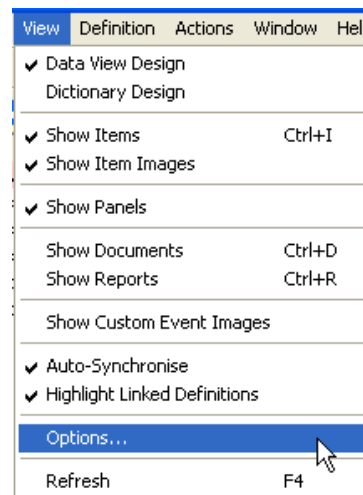 View Definition Actions Window Hel
Data View Design
Dictionary Design
Show Items Ctrl+I
Show Item Images
Show Panels
Show Documents Ctrl+D
Show Reports Ctrl+R
Show Custom Event Images
Auto-Synchronise
Highlight Linked Definitions
Options...
Refresh F4